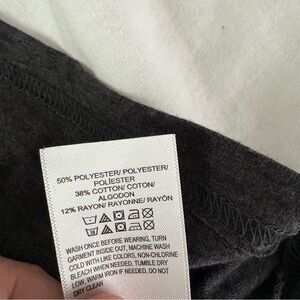 50% POLYESTER/ POLYESTER/
POLIÉSTER
38% COTTON/ COTON/
ALGODON
12% RAYON/ RAYONNE/ RAYÓN
WASH ONCE BEFORE WEARING, TURN
GARMENT INSIDE OUT, MACHINE WASH
COLD WITH LIKE COLORS, NON-CHLORINE
BLEACH WHEN NEEDED, TUMBLE DRY
LOW, WARM IRON IF NEEDED, DO NOT
DRY CLEAN